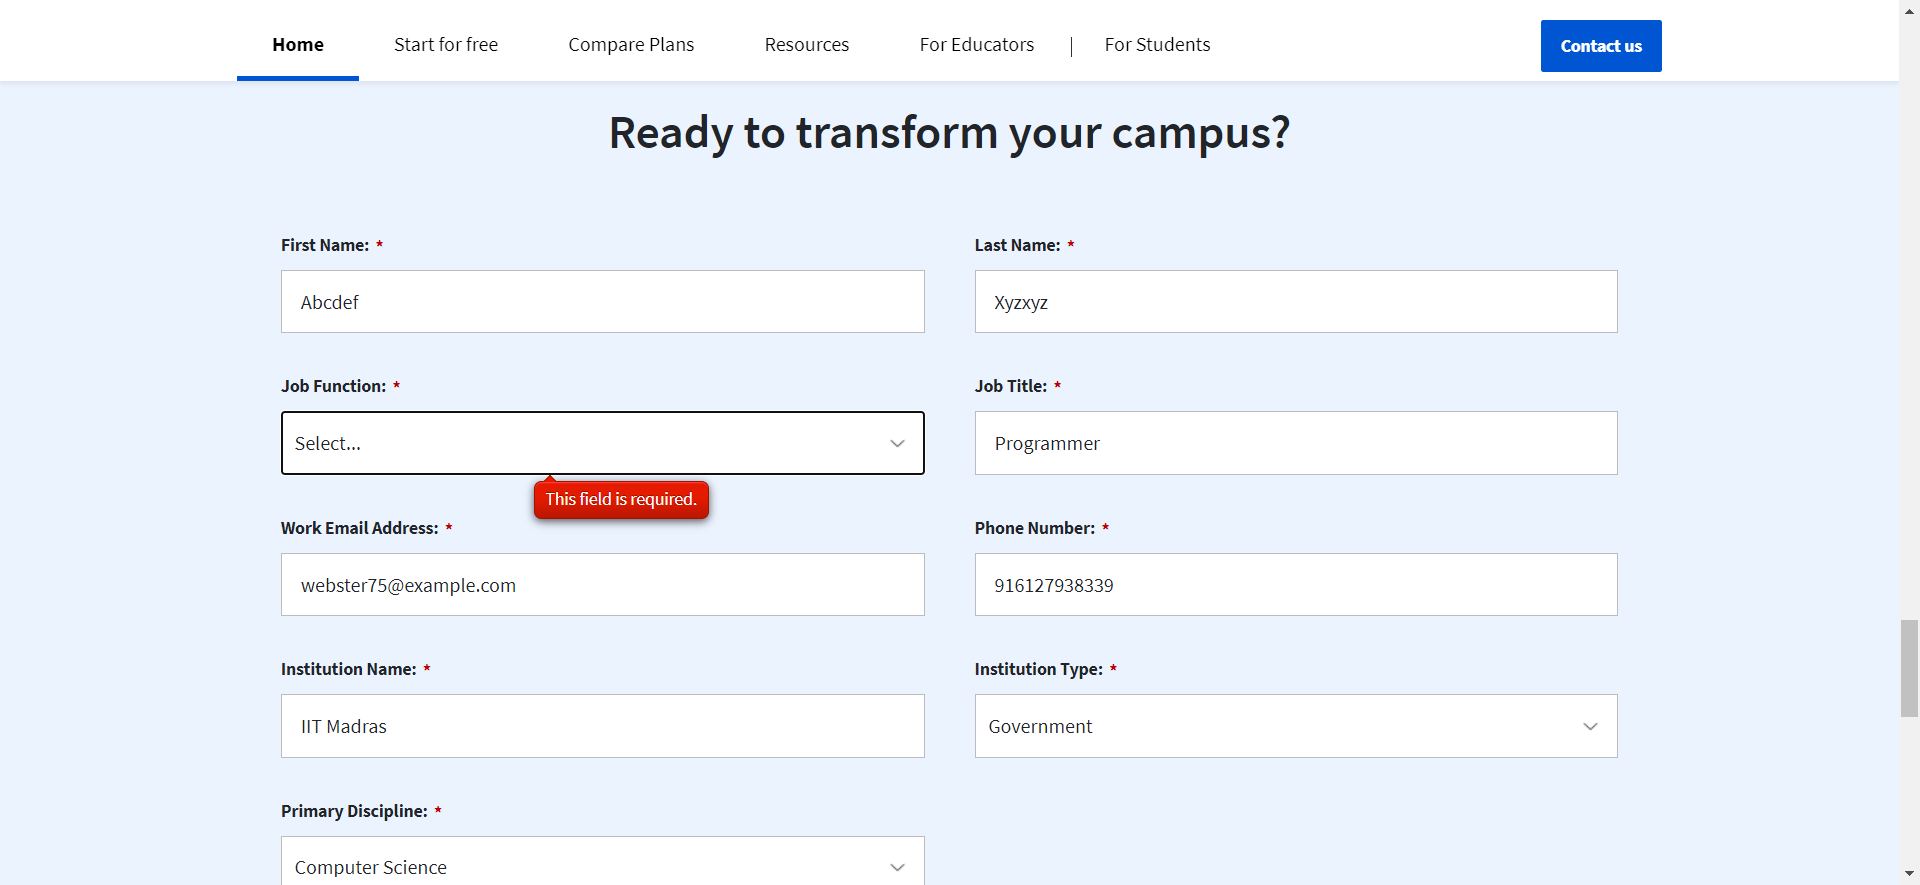 Home
Start for free
Compare Plans
Resources
For Educators
|
For Students
Contact us
Ready to transform your campus?
First Name: *
Abcdef
Last Name: *
Xyzxyz
Job Function: *
Select...
This field is required.
Job Title: *
Programmer
Work Email Address: *
webster75@example.com
Phone Number: *
916127938339
Institution Name: *
IIT Madras
Institution Type: *
Government
Primary Discipline: *
Computer Science